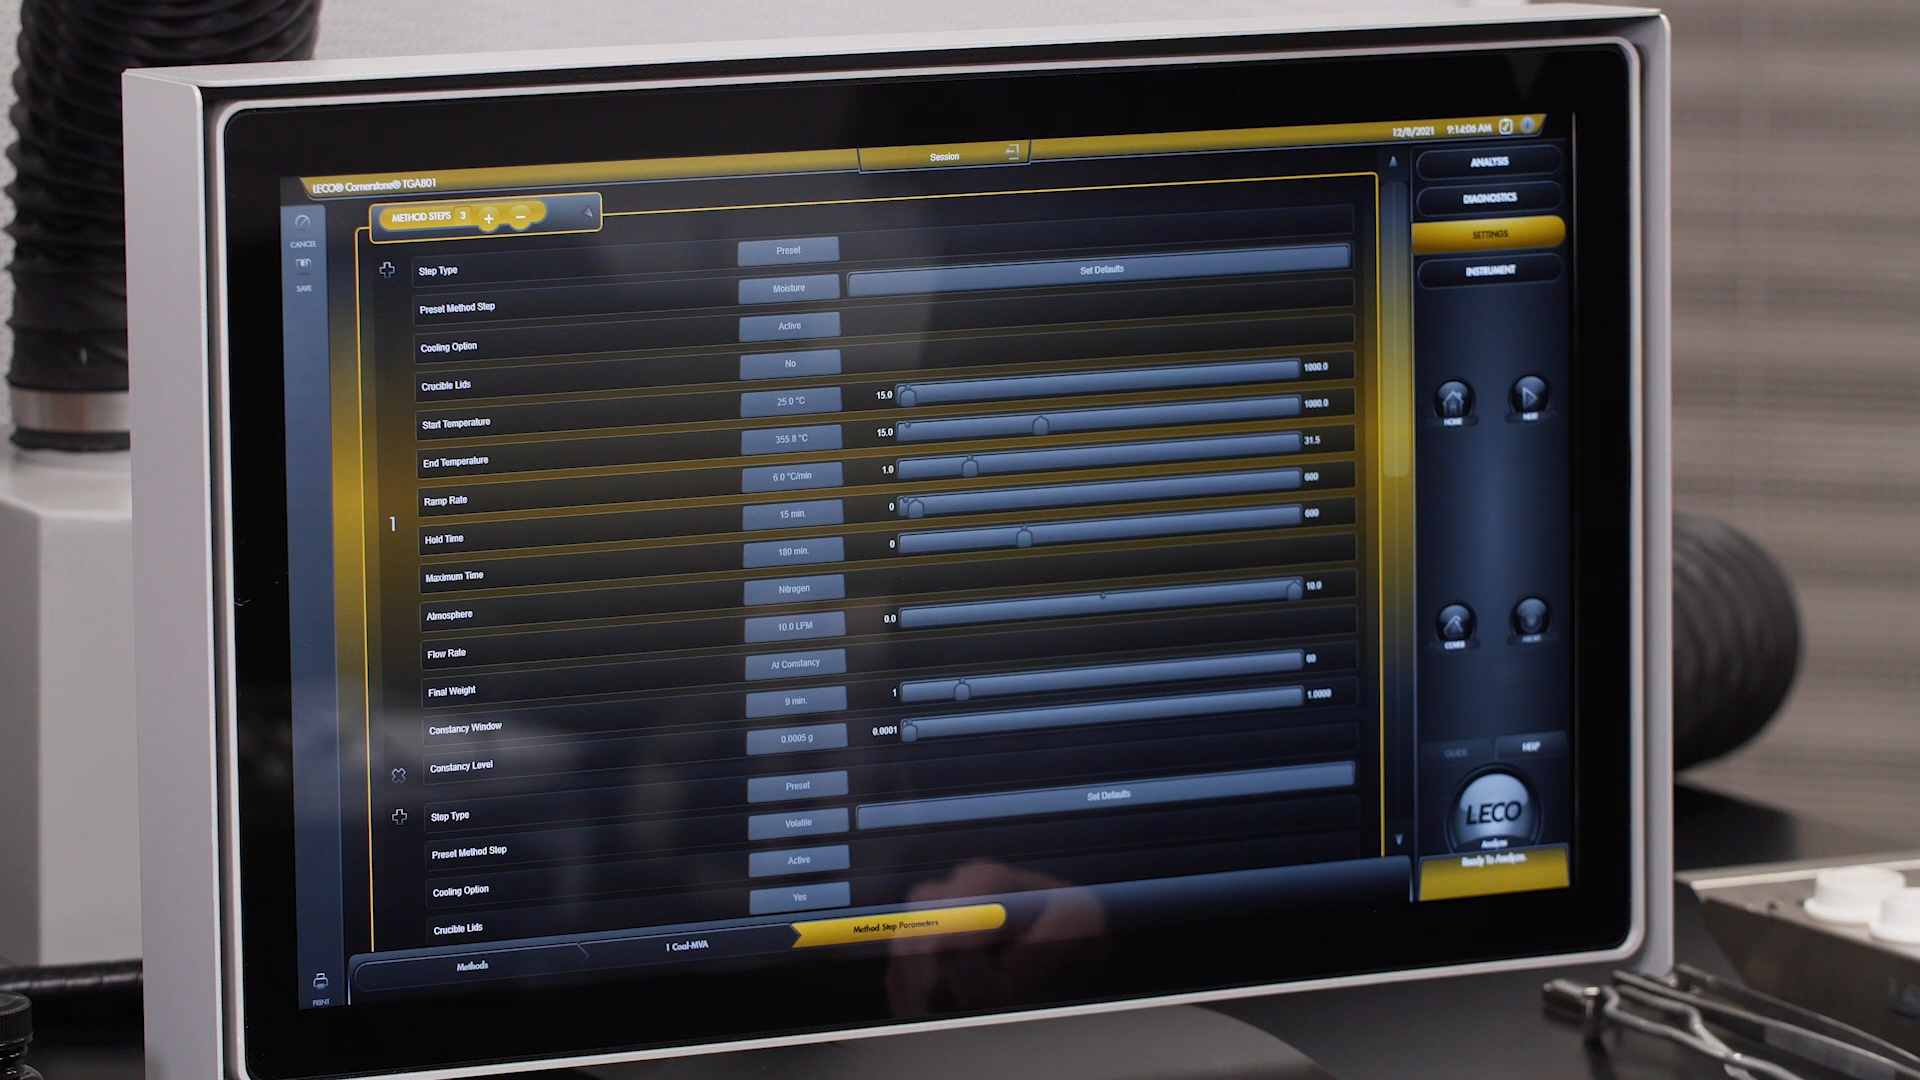 12/8/2021 9:14:06 AM
Session
LECO® Cornerstone® TGA801
METHOD STEPS 3 + -
CANCEL
SAVE
Step Type Preset
Preset Method Step Moisture Set Defaults
Cooling Option Active
Crucible Lids No
Start Temperature 25.0 °C 15.0 1000.0
End Temperature 355.8 °C 15.0 1000.0
Ramp Rate 6.0 °C/min 1.0 31.5
1
Hold Time 15 min. 0 600
Maximum Time 180 min. 0 600
Atmosphere Nitrogen
Flow Rate 10.0 LPM 0.0 10.0
Final Weight At Constancy
Constancy Window 9 min. 1 60
Constancy Level 0.0005 g 0.0001 1.0000
Step Type Preset
Preset Method Step Volatile Set Defaults
Cooling Option Active
Crucible Lids Yes
Methods
1 Coal-MVA
Method Step Parameters
PRINT
ANALYSIS
DIAGNOSTICS
SETTINGS
INSTRUMENT
HOME
NEXT
COVER
GUIDE
HELP
LECO
Analyze
Ready To Analyze